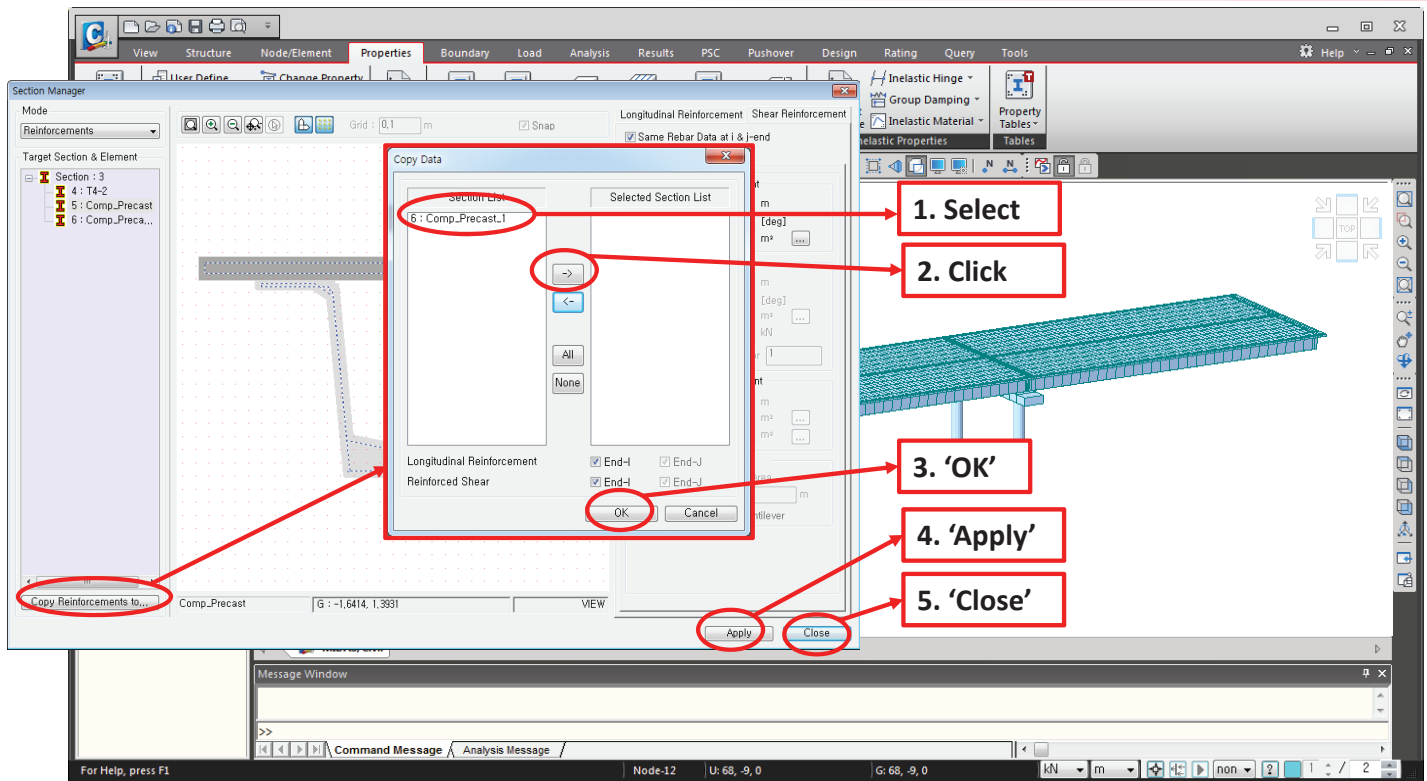 View Structure Node/Element Properties Boundary Load Analysis Results PSC Pushover Design Rating Query Tools Help
User Define Change Property Inelastic Hinge
Group Damping
Inelastic Material
Property Tables
Inelastic Properties Tables
Section Manager
Mode
Reinforcements
Target Section & Element
Section : 3
4 : T4-2
5 : Comp_Precast
6 : Comp_Preca...
Grid : 0,1 m Snap
Longitudinal Reinforcement Shear Reinforcement
Same Rebar Data at i & j-end
Copy Data
Section List Selected Section List
6 : Comp_Precast_1
->
<-
All
None
Longitudinal Reinforcement End-I End-J
Reinforced Shear End-I End-J
OK Cancel
m
[deg]
m²
m
[deg]
m²
kN
1
m
m²
m²
m
1. Select
2. Click
3. ‘OK’
4. ‘Apply’
5. ‘Close’
TOP
Copy Reinforcements to...
Comp_Precast G : -1,6414, 1,3931 VIEW
Apply Close
Message Window
>>
Command Message Analysis Message
For Help, press F1 Node-12 U: 68, -9, 0 G: 68, -9, 0 kN m non ? 1 / 2